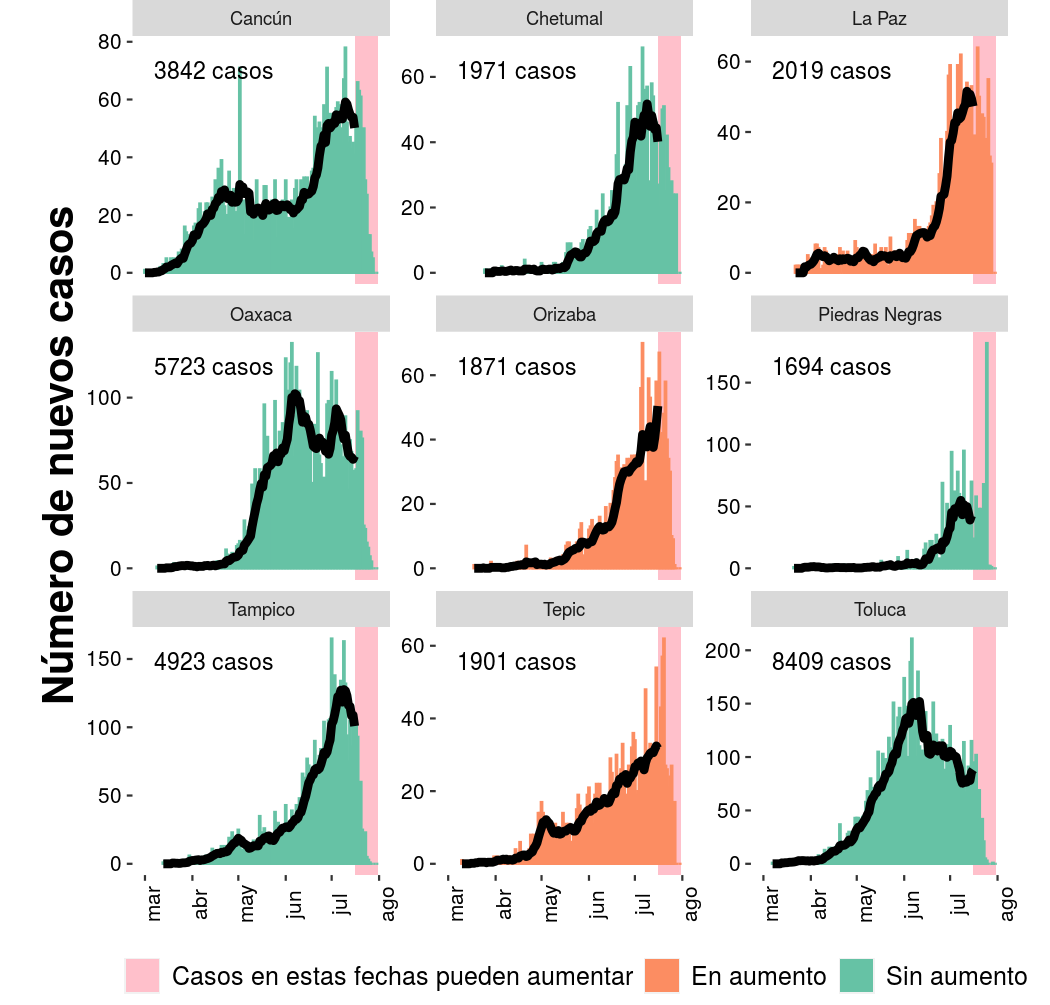 Número de nuevos casos
Cancún
Chetumal
La Paz
3842 casos
1971 casos
2019 casos
80
60
40
20
0
60
40
20
0
60
40
20
0
Oaxaca
Orizaba
Piedras Negras
5723 casos
1871 casos
1694 casos
100
50
0
60
40
20
0
150
100
50
0
Tampico
Tepic
Toluca
4923 casos
1901 casos
8409 casos
150
100
50
0
60
40
20
0
200
150
100
50
0
mar abr may jun jul ago
mar abr may jun jul ago
mar abr may jun jul ago
Casos en estas fechas pueden aumentar En aumento Sin aumento